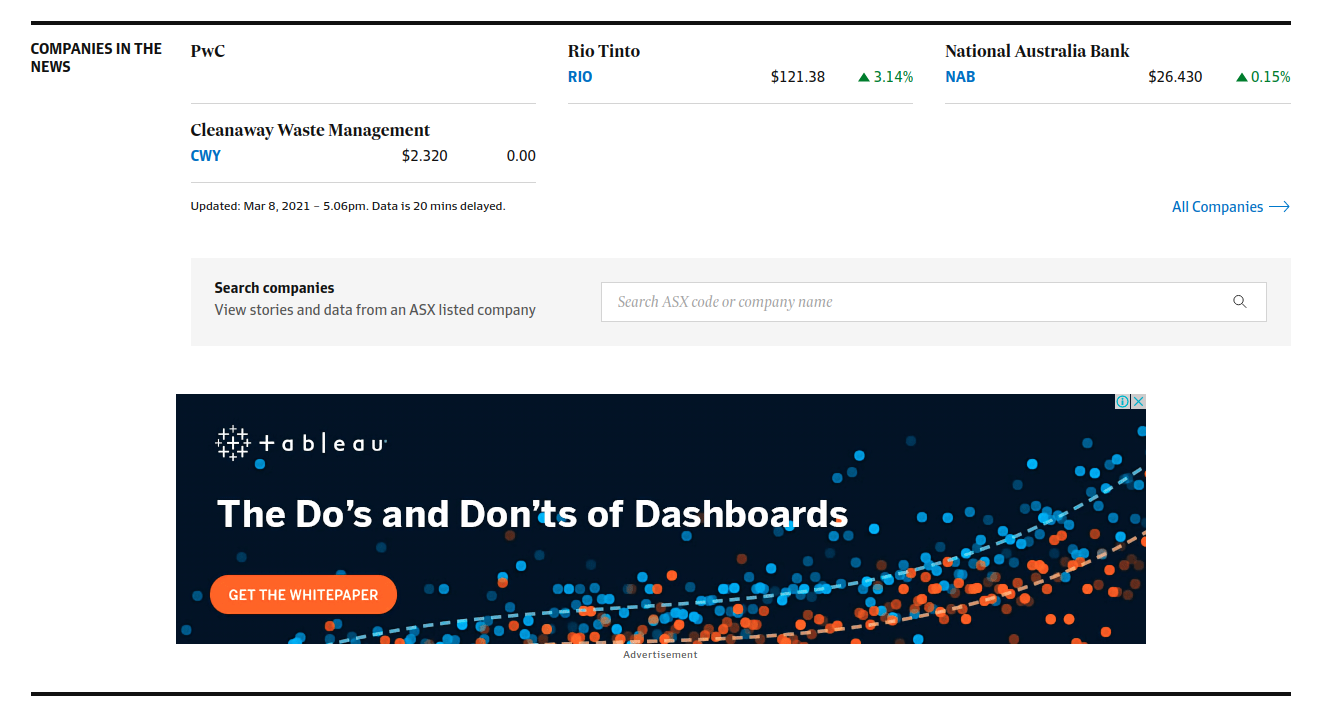 COMPANIES IN THE
NEWS
PwC
Rio Tinto
RIO $121.38 ▲ 3.14%
National Australia Bank
NAB $26.430 ▲ 0.15%
Cleanaway Waste Management
CWY $2.320 0.00
Updated: Mar 8, 2021 – 5.06pm. Data is 20 mins delayed.
All Companies →
Search companies
View stories and data from an ASX listed company
Search ASX code or company name
+ableau
The Do's and Don'ts of Dashboards
GET THE WHITEPAPER
Advertisement